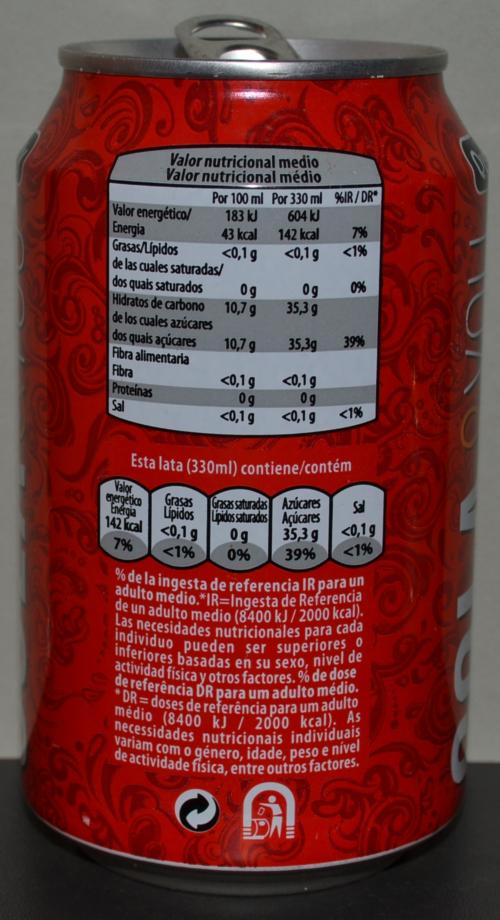 Valor nutricional medio
Valor nutricional médio
Por 100 ml Por 330 ml %IR / DR*
Valor energético/ 183 kJ 604 kJ
Energia 43 kcal 142 kcal 7%
Grasas/Lípidos <0,1 g <0,1 g <1%
de las cuales saturadas/
dos quais saturados 0 g 0 g 0%
Hidratos de carbono 10,7 g 35,3 g
de los cuales azúcares
dos quais açúcares 10,7 g 35,3g 39%
Fibra alimentaria
Fibra <0,1 g <0,1 g
Proteínas 0 g 0 g
Sal <0,1 g <0,1 g <1%
Esta lata (330ml) contiene/contém
Valor
energético
Energia
142 kcal
7%
Grasas
Lípidos
<0,1 g
<1%
Grasas saturadas
Lípidos saturados
0 g
0%
Azúcares
Açúcares
35,3 g
39%
Sal
<0,1 g
<1%
% de la ingesta de referencia IR para un
adulto medio.*IR=Ingesta de Referencia
de un adulto medio (8400 kJ / 2000 kcal).
Las necesidades nutricionales para cada
individuo pueden ser superiores o
inferiores basadas en su sexo, nivel de
actividad física y otros factores. % de dose
de referência DR para um adulto médio.
*DR= doses de referência para um adulto
médio (8400 kJ / 2000 kcal). As
necessidades nutricionais individuais
variam com o género, idade, peso e nível
de actividade física, entre outros factores.